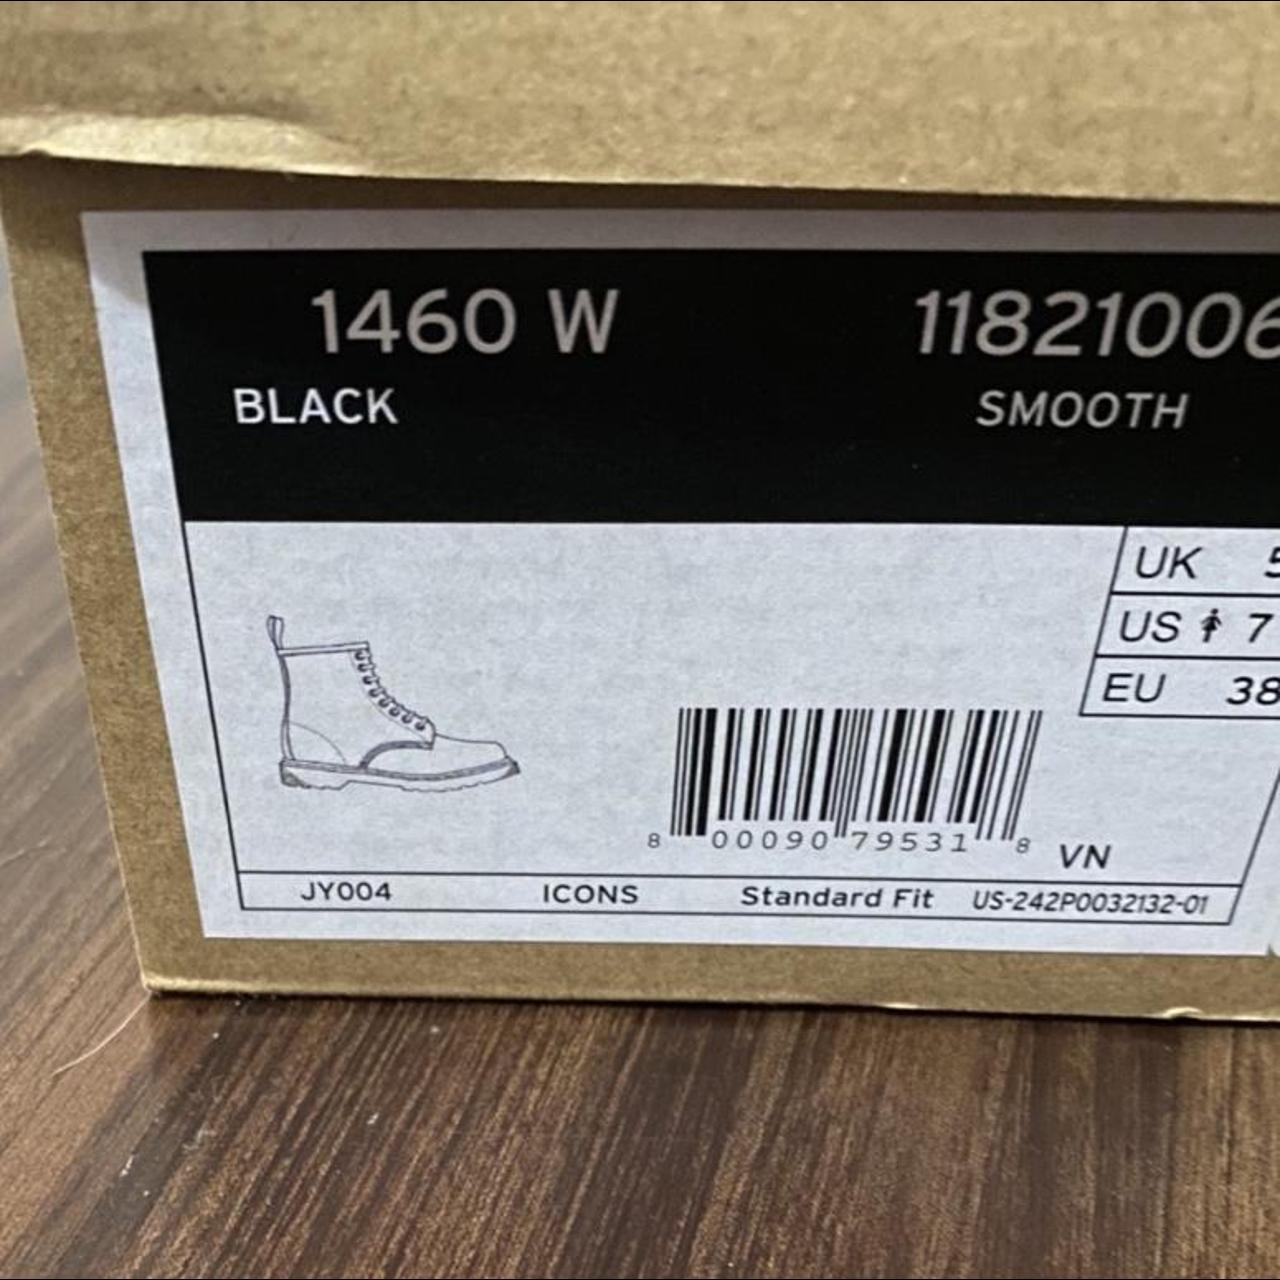 1460 W 11821006
BLACK SMOOTH
UK 5
US 7
EU 38
8 00090 79531 8 VN
JY004 ICONS Standard Fit US-242P0032132-01